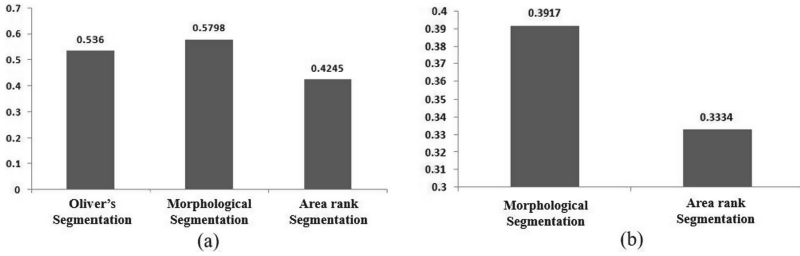 0.7
0.6
0.5
0.4
0.3
0.2
0.1
0
0.536
0.5798
0.4245
Oliver's
Segmentation
Morphological
Segmentation
Area rank
Segmentation
(a)
0.4
0.39
0.38
0.37
0.36
0.35
0.34
0.33
0.32
0.31
0.3
0.3917
0.3334
Morphological
Segmentation
Area rank
Segmentation
(b)